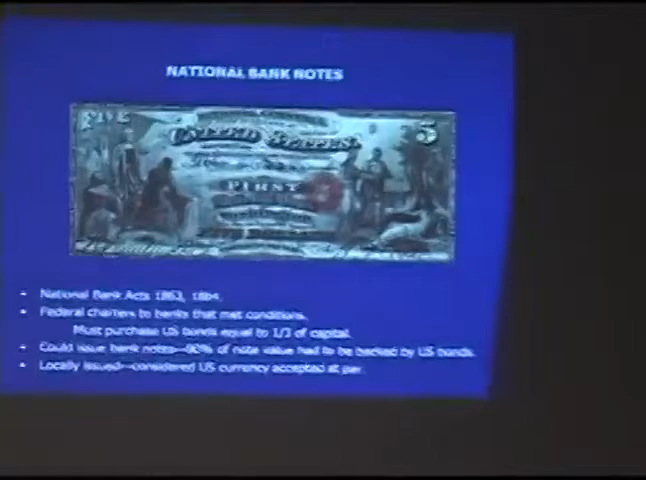 NATIONAL BANK NOTES
FIVE 5
UNITED STATES
FIRST
Washington
• National Bank Acts 1863, 1864.
• Federal charters to banks that met conditions.
Must purchase US bonds equal to 1/3 of capital.
• Could issue bank notes—90% of note value had to be backed by US bonds.
• Locally issued—considered US currency accepted at par.